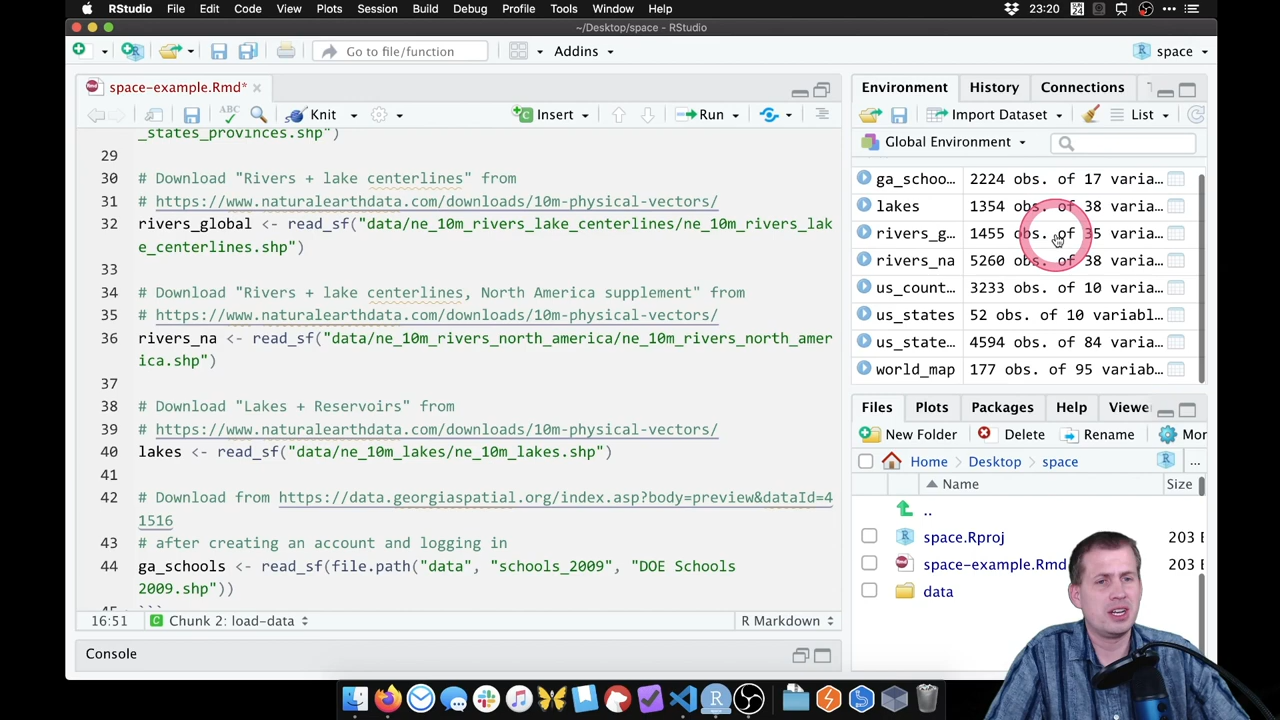 RStudio File Edit Code View Plots Session Build Debug Profile Tools Window Help 23:20
~/Desktop/space - RStudio
Go to file/function Addins space
space-example.Rmd*
Knit Insert Run
_states_provinces.shp")
29
30 # Download "Rivers + lake centerlines" from
31 # https://www.naturalearthdata.com/downloads/10m-physical-vectors/
32 rivers_global <- read_sf("data/ne_10m_rivers_lake_centerlines/ne_10m_rivers_lak
e_centerlines.shp")
33
34 # Download "Rivers + lake centerlines, North America supplement" from
35 # https://www.naturalearthdata.com/downloads/10m-physical-vectors/
36 rivers_na <- read_sf("data/ne_10m_rivers_north_america/ne_10m_rivers_north_amer
ica.shp")
37
38 # Download "Lakes + Reservoirs" from
39 # https://www.naturalearthdata.com/downloads/10m-physical-vectors/
40 lakes <- read_sf("data/ne_10m_lakes/ne_10m_lakes.shp")
41
42 # Download from https://data.georgiaspatial.org/index.asp?body=preview&dataId=4
1516
43 # after creating an account and logging in
44 ga_schools <- read_sf(file.path("data", "schools_2009", "DOE Schools
2009.shp"))
45 ```
16:51 Chunk 2: load-data R Markdown
Console
Environment History Connections
Import Dataset List
Global Environment
ga_schoo… 2224 obs. of 17 varia…
lakes 1354 obs. of 38 varia…
rivers_g… 1455 obs. of 35 varia…
rivers_na 5260 obs. of 38 varia…
us_count… 3233 obs. of 10 varia…
us_states 52 obs. of 10 variabl…
us_state… 4594 obs. of 84 varia…
world_map 177 obs. of 95 variab…
Files Plots Packages Help Viewe
New Folder Delete Rename Mor
Home Desktop space ...
Name Size
..
space.Rproj 203
space-example.Rmd 203
data